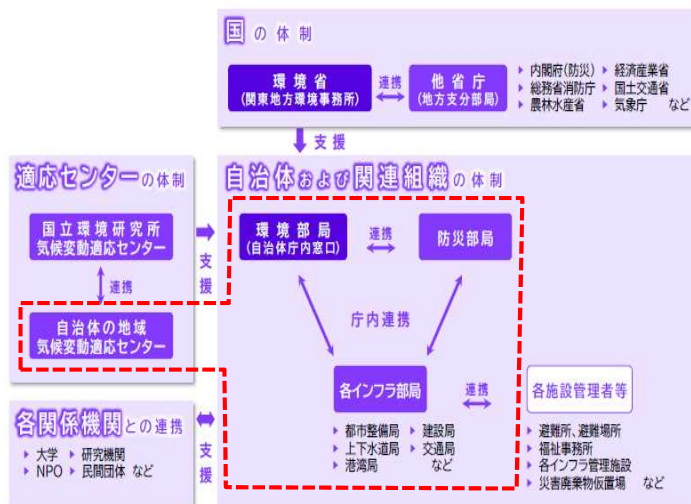 国の体制
環境省
(関東地方環境事務所)
連携
他省庁
(地方支分部局)
▶ 内閣府(防災) ▶ 経済産業省
▶ 総務省消防庁 ▶ 国土交通省
▶ 農林水産省 ▶ 気象庁 など
支援
適応センターの体制
国立環境研究所
気候変動適応センター
連携
自治体の地域
気候変動適応センター
支援
自治体および関連組織の体制
環境部局
(自治体庁内窓口)
連携
防災部局
庁内連携
各インフラ部局
▶ 都市整備局 ▶ 建設局
▶ 上下水道局 ▶ 交通局
▶ 港湾局 など
連携
各施設管理者等
▶ 避難所、避難場所
▶ 福祉事務所
▶ 各インフラ管理施設
▶ 災害廃棄物仮置場 など
各関係機関との連携
▶ 大学 ▶ 研究機関
▶ NPO ▶ 民間団体 など
支援